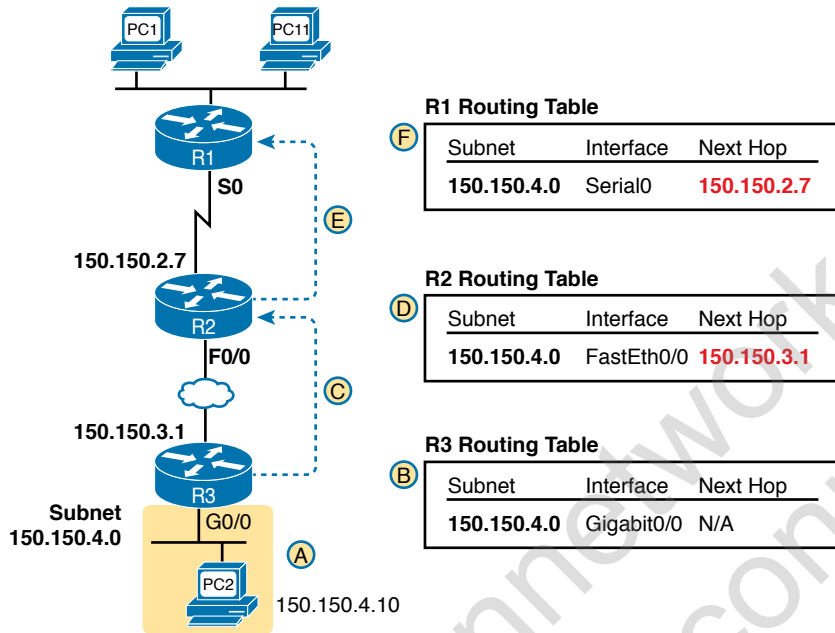 PC1
PC11
R1
S0
E
150.150.2.7
R2
F0/0
C
150.150.3.1
R3
Subnet
150.150.4.0
G0/0
A
PC2
150.150.4.10
R1 Routing Table
F
Subnet Interface Next Hop
150.150.4.0 Serial0 150.150.2.7
R2 Routing Table
D
Subnet Interface Next Hop
150.150.4.0 FastEth0/0 150.150.3.1
R3 Routing Table
B
Subnet Interface Next Hop
150.150.4.0 Gigabit0/0 N/A